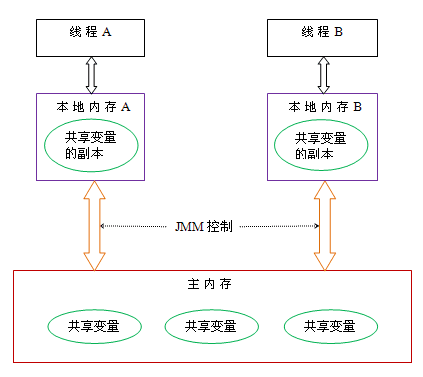 线程 A
线程 B
本地内存 A
本地内存 B
共享变量
的副本
共享变量
的副本
JMM 控制
主内存
共享变量
共享变量
共享变量